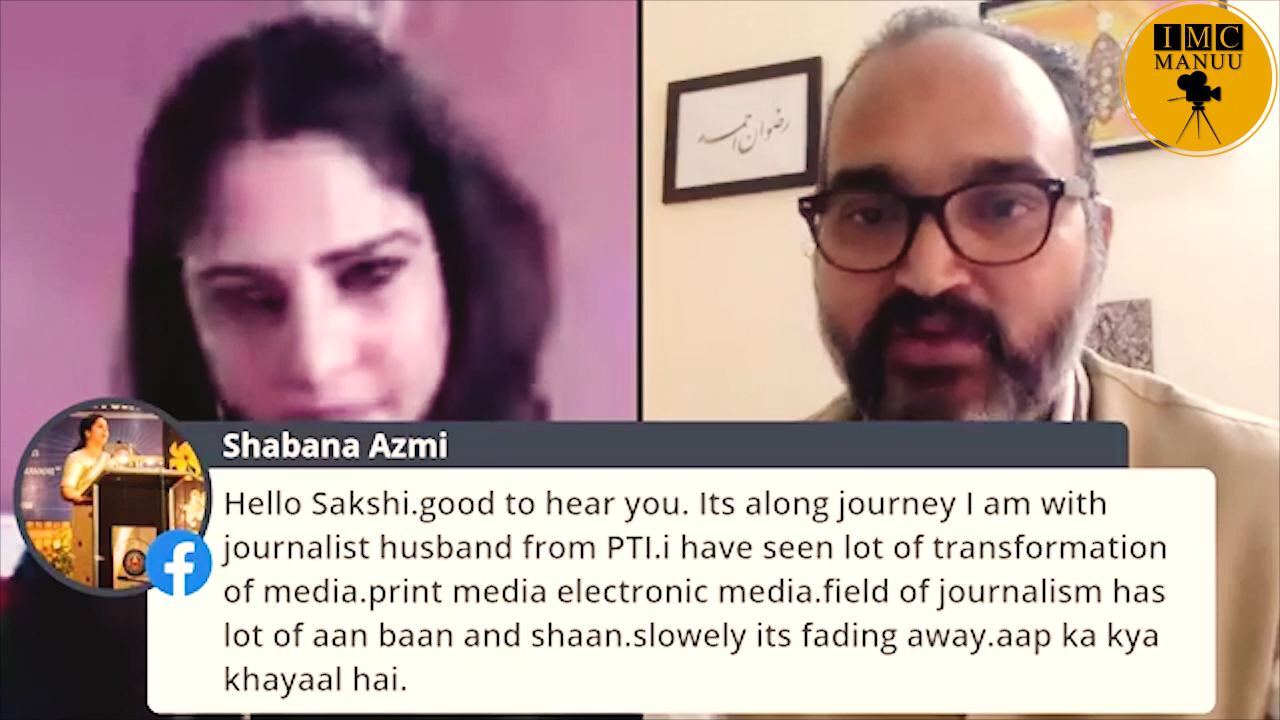 IMC
MANUU
رضوان احمد
Shabana Azmi
Hello Sakshi.good to hear you. Its along journey I am with
journalist husband from PTI.i have seen lot of transformation
of media.print media electronic media.field of journalism has
lot of aan baan and shaan.slowely its fading away.aap ka kya
khayaal hai.